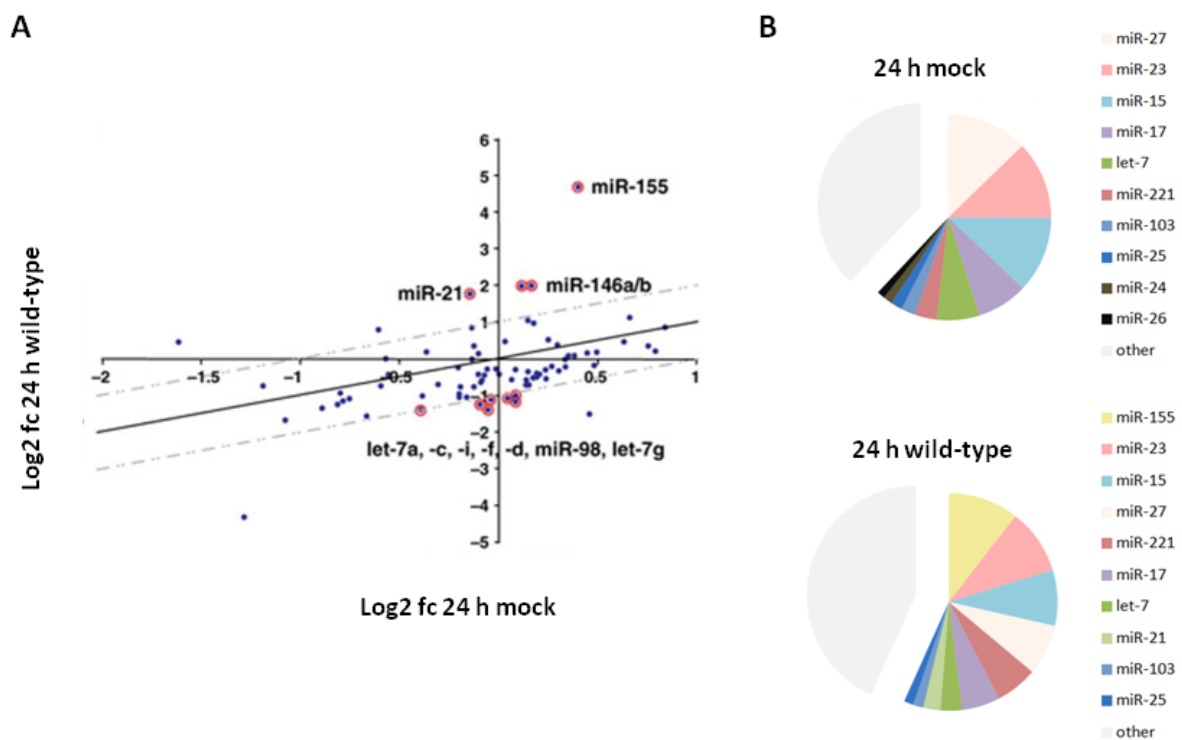 A
Log2 fc 24 h wild-type
6
5
4
3
2
1
−1
−2
−3
−4
−5
−2
−1.5
−1
−0.5
0
0.5
1
miR-155
miR-21
miR-146a/b
let-7a, -c, -i, -f, -d, miR-98, let-7g
Log2 fc 24 h mock
B
24 h mock
miR-27
miR-23
miR-15
miR-17
let-7
miR-221
miR-103
miR-25
miR-24
miR-26
other
24 h wild-type
miR-155
miR-23
miR-15
miR-27
miR-221
miR-17
let-7
miR-21
miR-103
miR-25
other